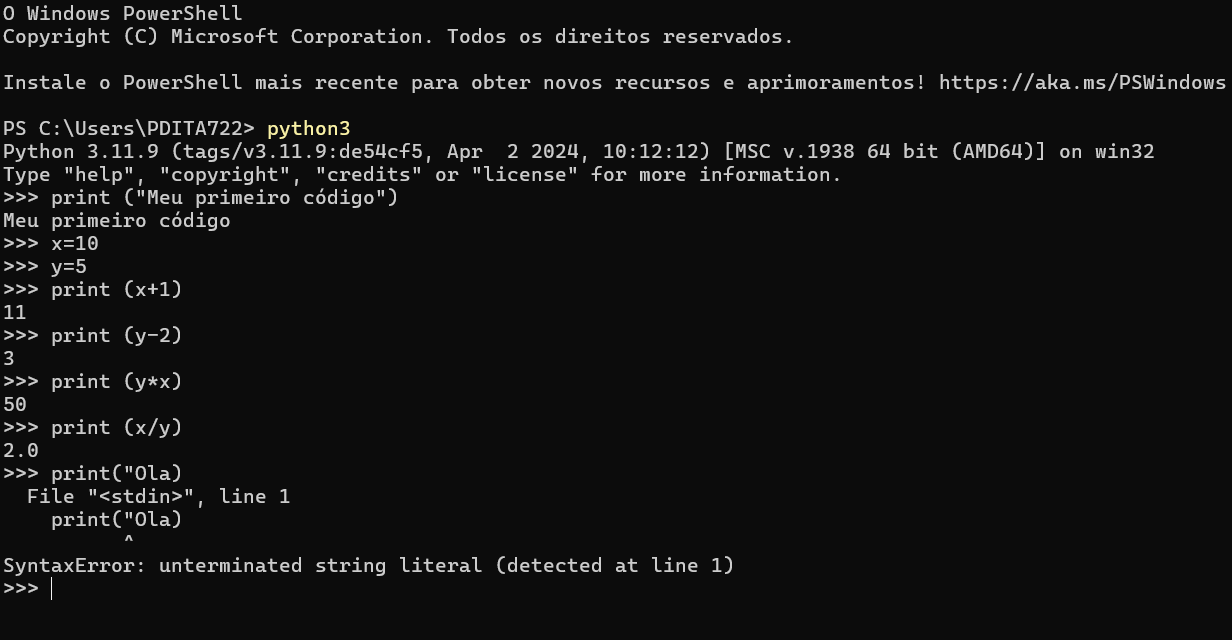 O Windows PowerShell
Copyright (C) Microsoft Corporation. Todos os direitos reservados.
Instale o PowerShell mais recente para obter novos recursos e aprimoramentos! https://aka.ms/PSWindows
PS C:\Users\PDITA722> python3
Python 3.11.9 (tags/v3.11.9:de54cf5, Apr  2 2024, 10:12:12) [MSC v.1938 64 bit (AMD64)] on win32
Type "help", "copyright", "credits" or "license" for more information.
>>> print ("Meu primeiro código")
Meu primeiro código
>>> x=10
>>> y=5
>>> print (x+1)
11
>>> print (y-2)
3
>>> print (y*x)
50
>>> print (x/y)
2.0
>>> print("Ola)
  File "<stdin>", line 1
    print("Ola)
          ^
SyntaxError: unterminated string literal (detected at line 1)
>>>